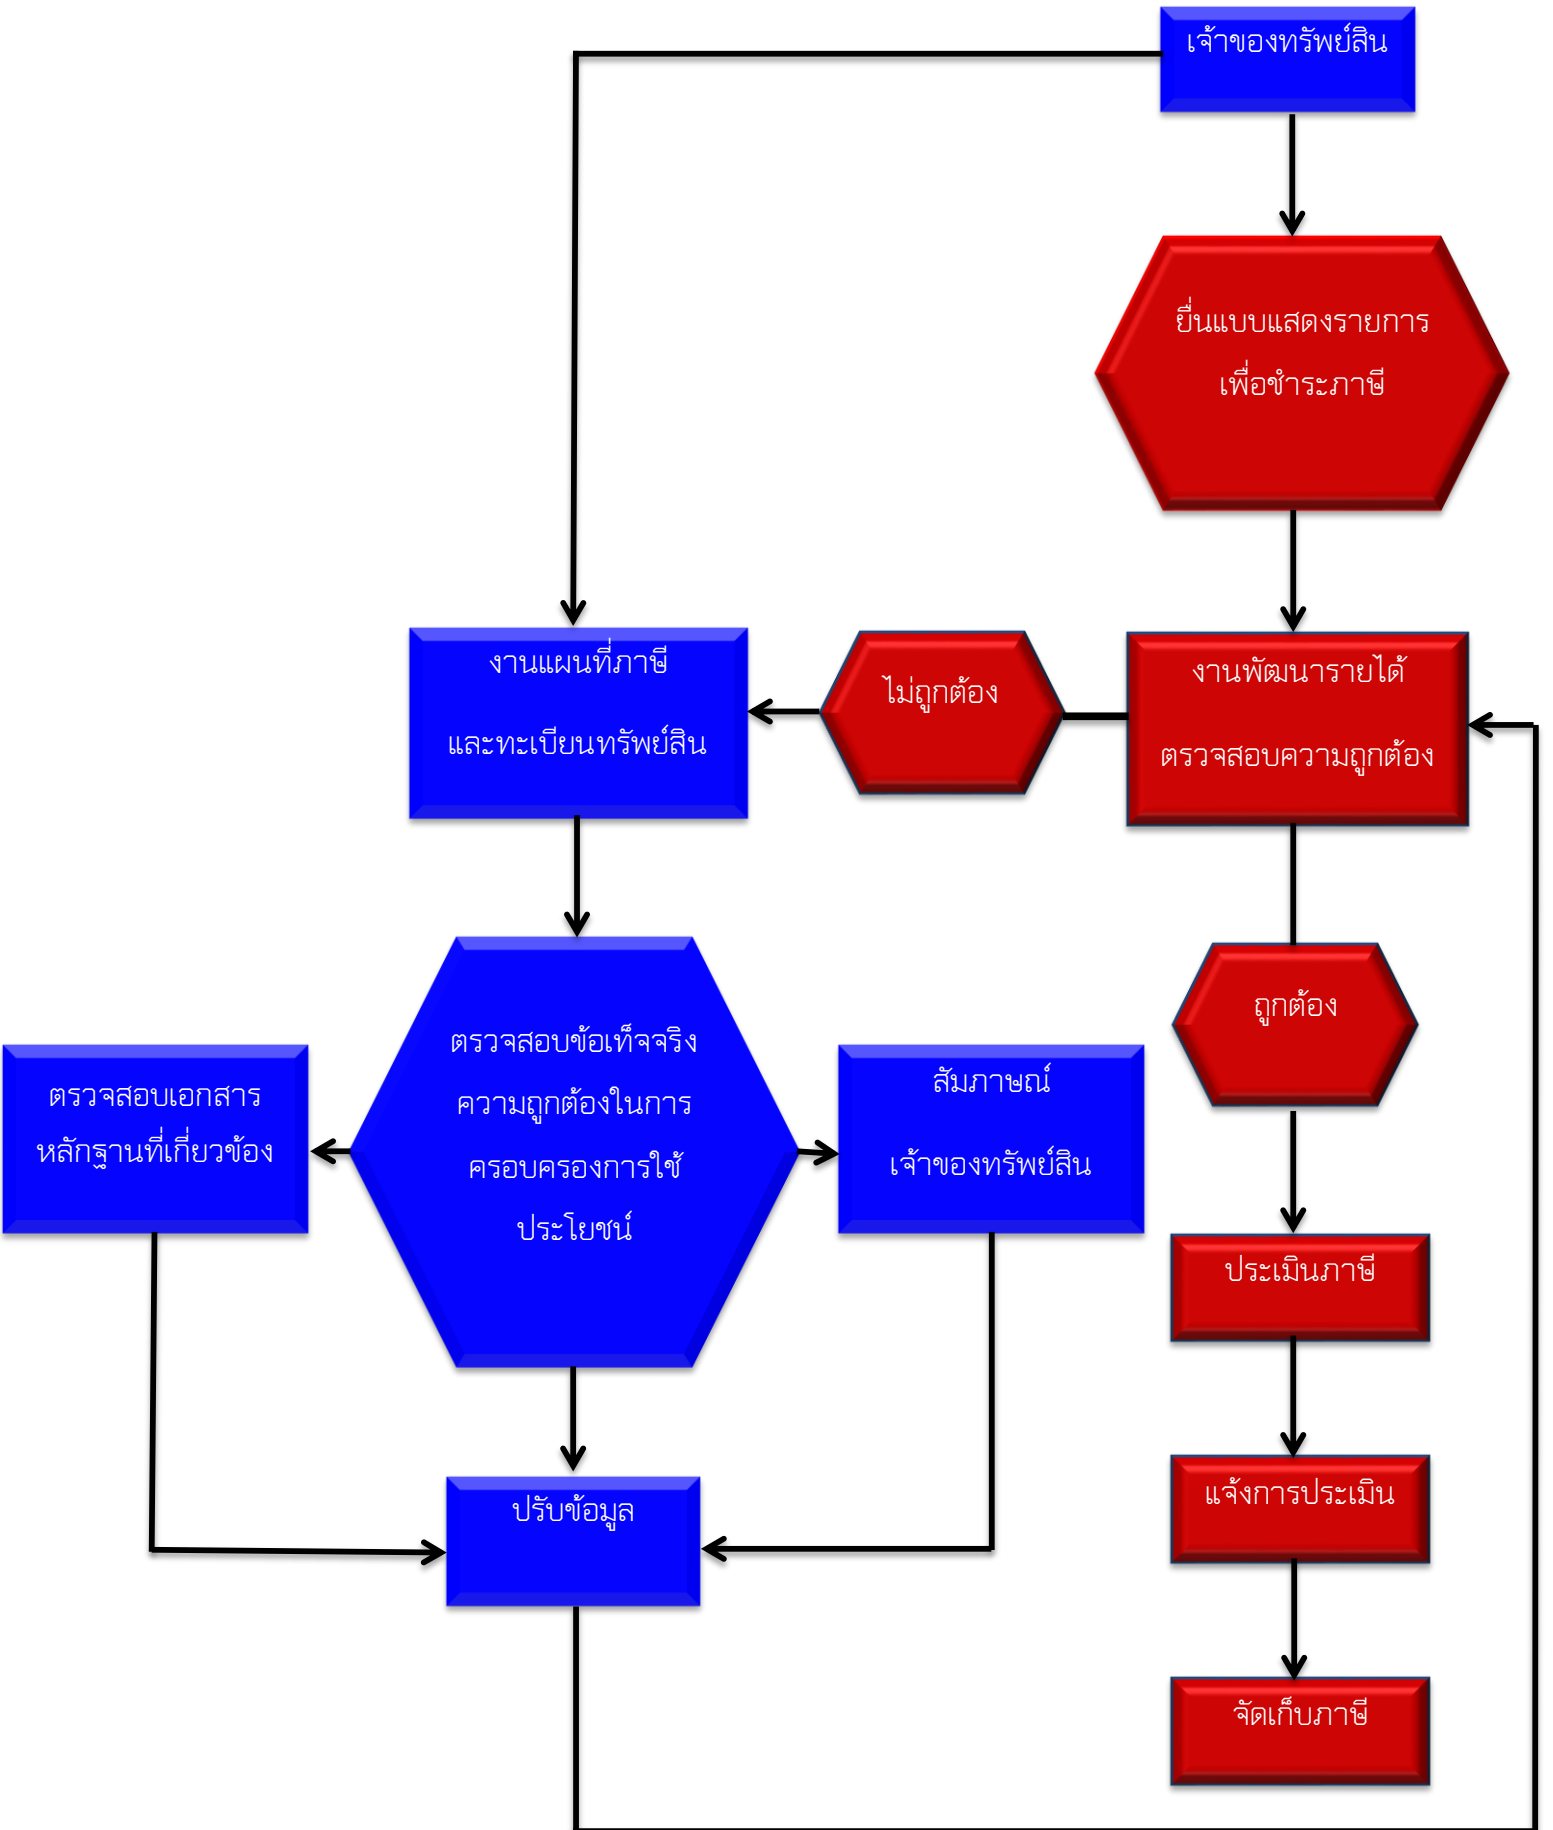 เจ้าของทรัพย์สิน
ยื่นแบบแสดงรายการ
เพื่อชำระภาษี
งานแผนที่ภาษี
และทะเบียนทรัพย์สิน
ไม่ถูกต้อง
งานพัฒนารายได้
ตรวจสอบความถูกต้อง
ถูกต้อง
ตรวจสอบเอกสาร
หลักฐานที่เกี่ยวข้อง
ตรวจสอบข้อเท็จจริง
ความถูกต้องในการ
ครอบครองการใช้
ประโยชน์
สัมภาษณ์
เจ้าของทรัพย์สิน
ประเมินภาษี
ปรับข้อมูล
แจ้งการประเมิน
จัดเก็บภาษี